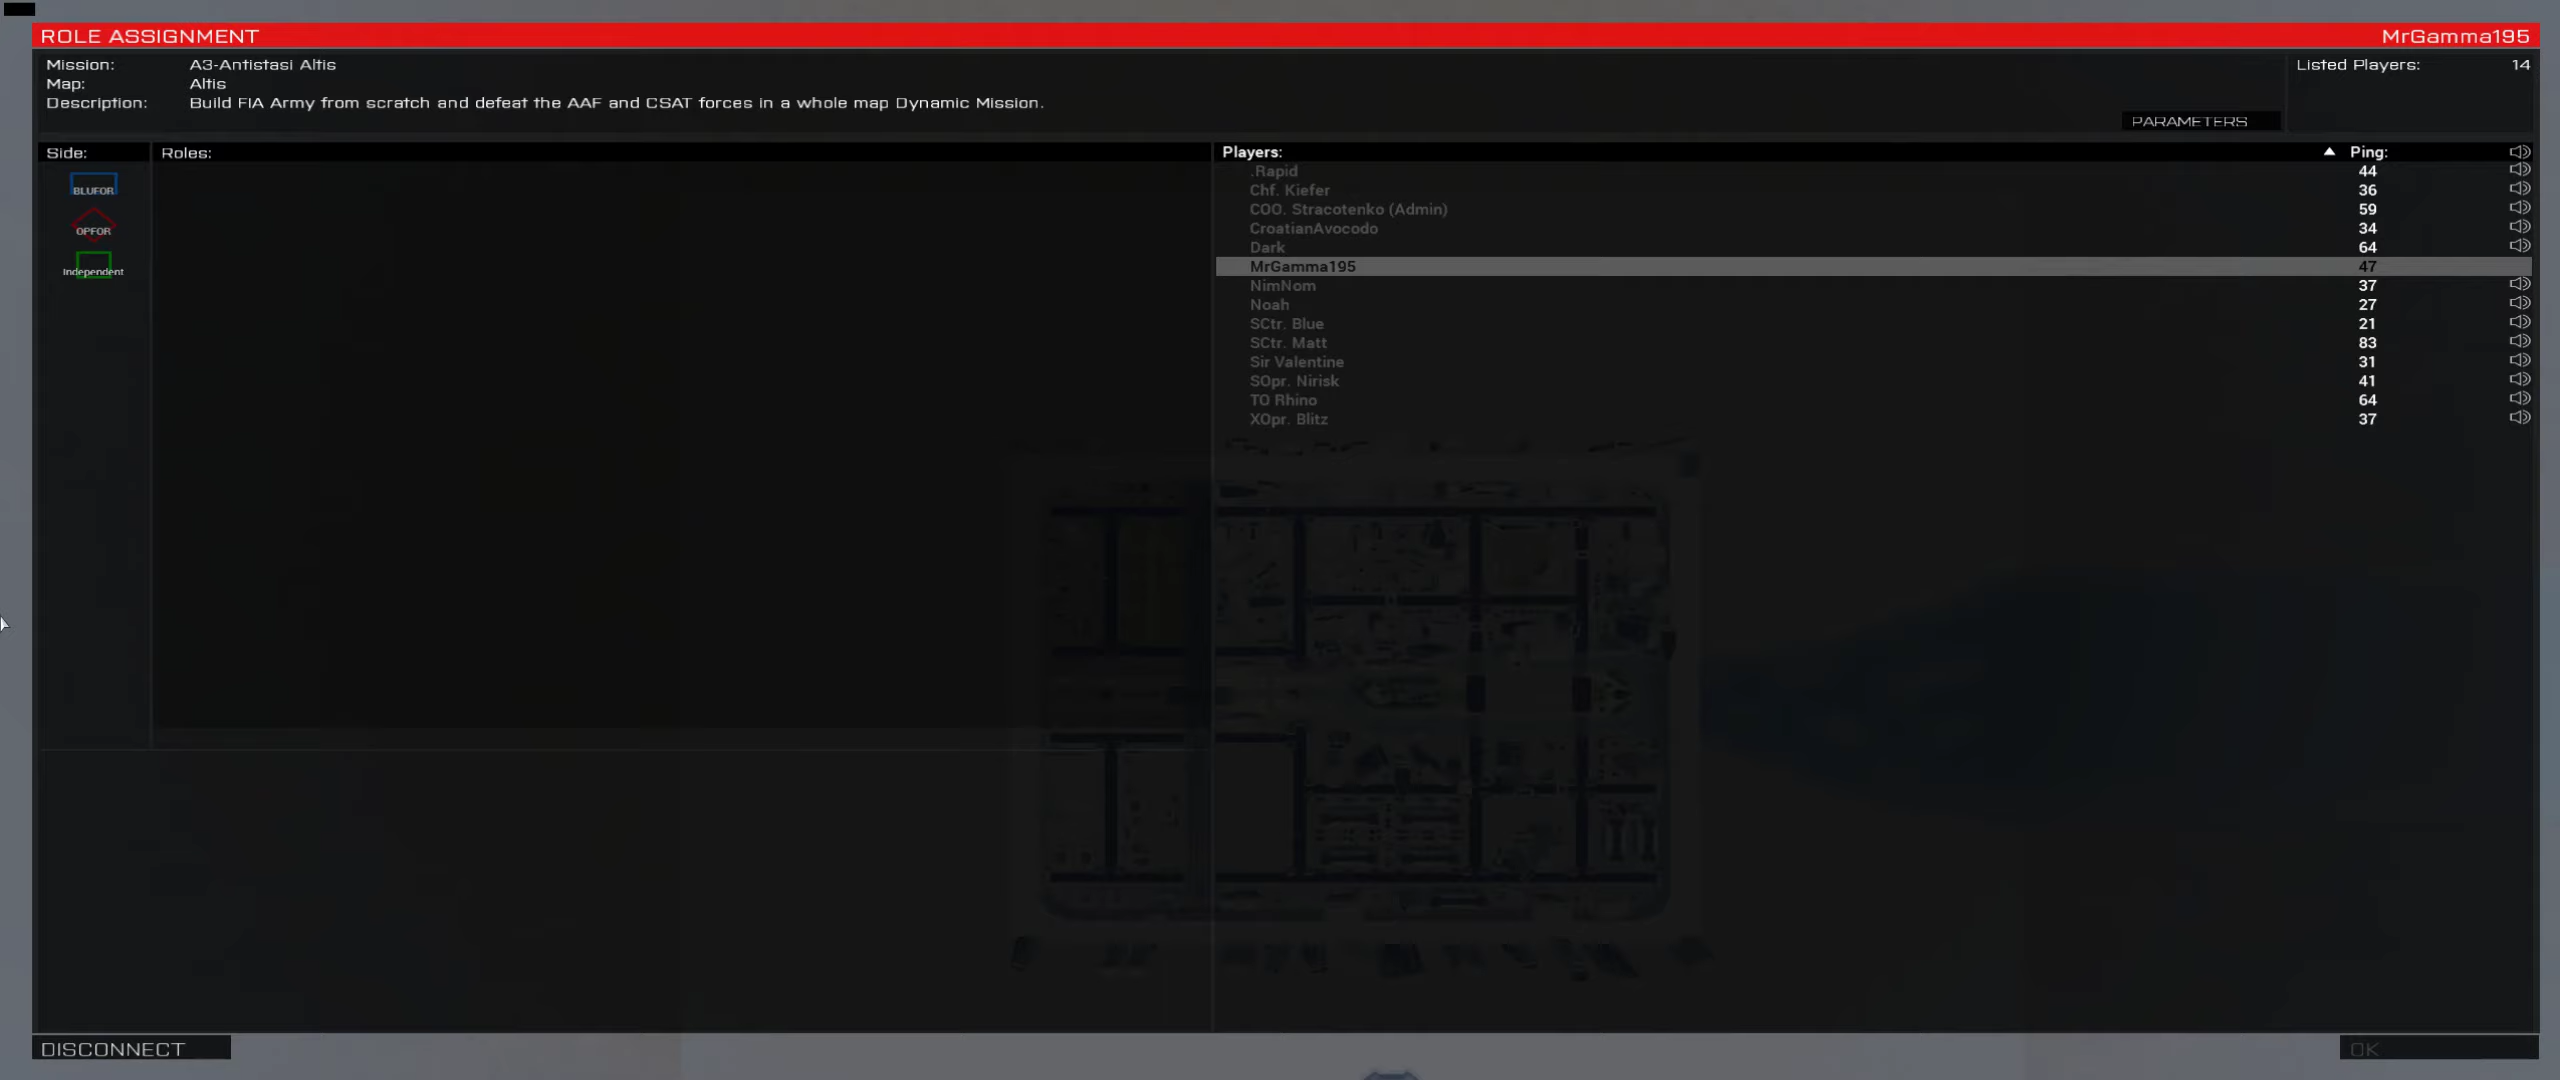 ROLE ASSIGNMENT MrGamma195
Mission: A3-Antistasi Altis Listed Players: 14
Map: Altis
Description: Build FIA Army from scratch and defeat the AAF and CSAT forces in a whole map Dynamic Mission.
PARAMETERS
Side: Roles: Players: Ping:
BLUFOR
OPFOR
Independent
.Rapid 44
Chf. Kiefer 36
COO. Stracotenko (Admin) 59
CroatianAvocodo 34
Dark 64
MrGamma195 47
NimNom 37
Noah 27
SCtr. Blue 21
SCtr. Matt 83
Sir Valentine 31
SOpr. Nirisk 41
TO Rhino 64
XOpr. Blitz 37
DISCONNECT OK